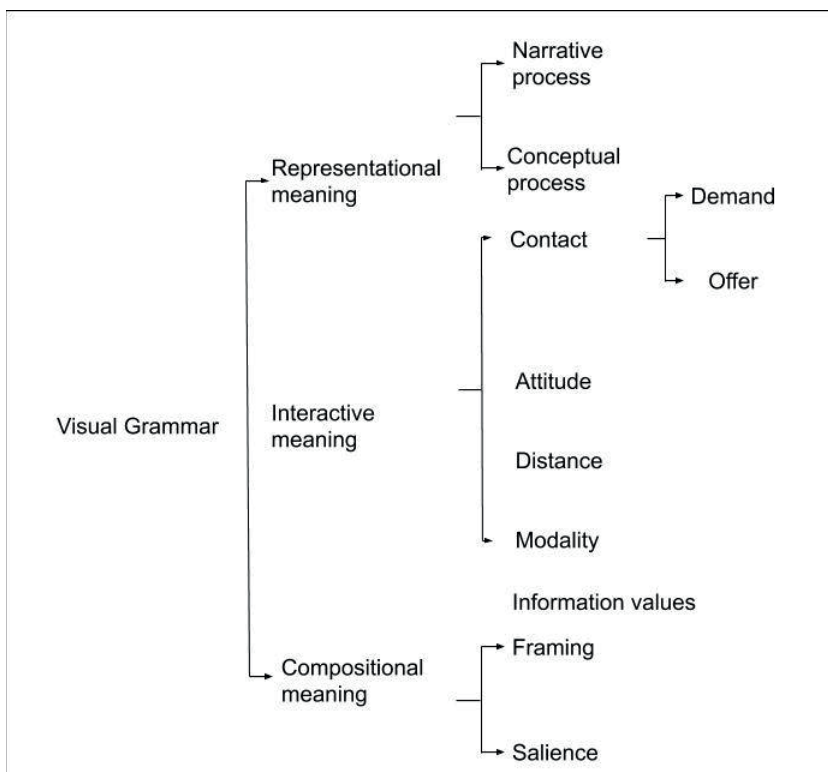 Narrative
process
Representational
meaning
Conceptual
process
Demand
Contact
Offer
Attitude
Visual Grammar
Interactive
meaning
Distance
Modality
Information values
Framing
Compositional
meaning
Salience